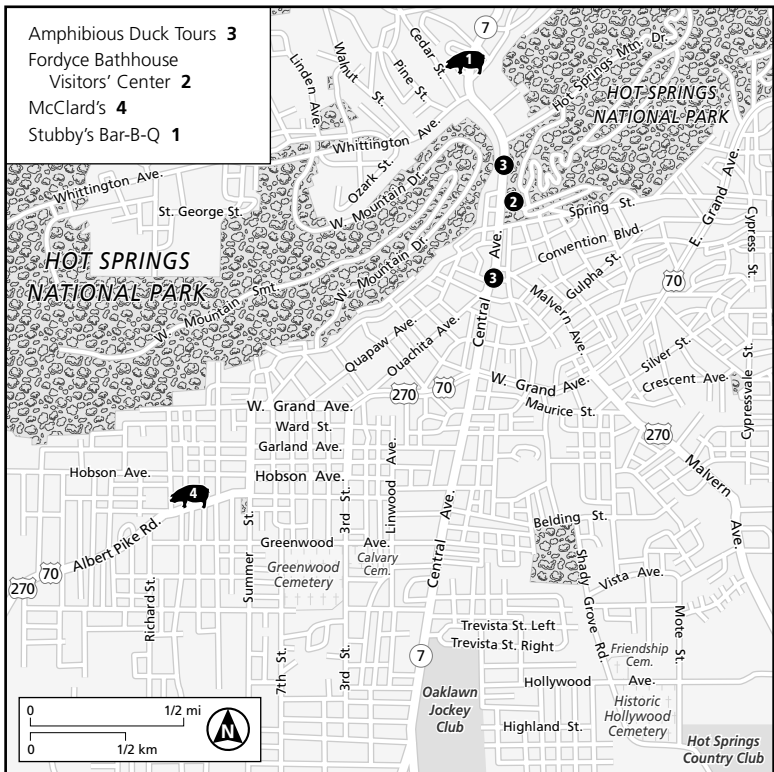 Amphibious Duck Tours 3
Fordyce Bathhouse
Visitors' Center 2
McClard's 4
Stubby's Bar-B-Q 1
7
Cedar St.
Pine St.
Walnut St.
Linden Ave.
1
Hot Springs Mtn. Dr.
HOT SPRINGS
NATIONAL PARK
Whittington Ave.
Whittington Ave.
Ozark St.
W. Mountain Dr.
3
2
St. George St.
Spring St.
E. Grand Ave.
Cypress St.
Convention Blvd.
HOT SPRINGS
NATIONAL PARK
W. Mountain Dr.
W. Mountain Smt.
3
Central Ave.
Gulpha St.
70
Malvern Ave.
Quapaw Ave.
Ouachita Ave.
Silver St.
Crescent Ave.
Cypressvale St.
270
70
W. Grand Ave.
Maurice St.
W. Grand Ave.
Ward St.
Garland Ave.
270
Malvern Ave.
Hobson Ave.
Hobson Ave.
4
Linwood Ave.
3rd St.
Central Ave.
Albert Pike Rd.
Summer St.
Belding St.
Greenwood Ave.
Greenwood
Cemetery
Calvary
Cem.
70
270
Shady Grove Rd.
Vista Ave.
Richard St.
Mote St.
Trevista St. Left
Trevista St. Right
Friendship
Cem.
7
7th St.
3rd St.
Hollywood Ave.
Oaklawn
Jockey
Club
Historic
Hollywood
Cemetery
Highland St.
Hot Springs
Country Club
0 1/2 mi
0 1/2 km
N